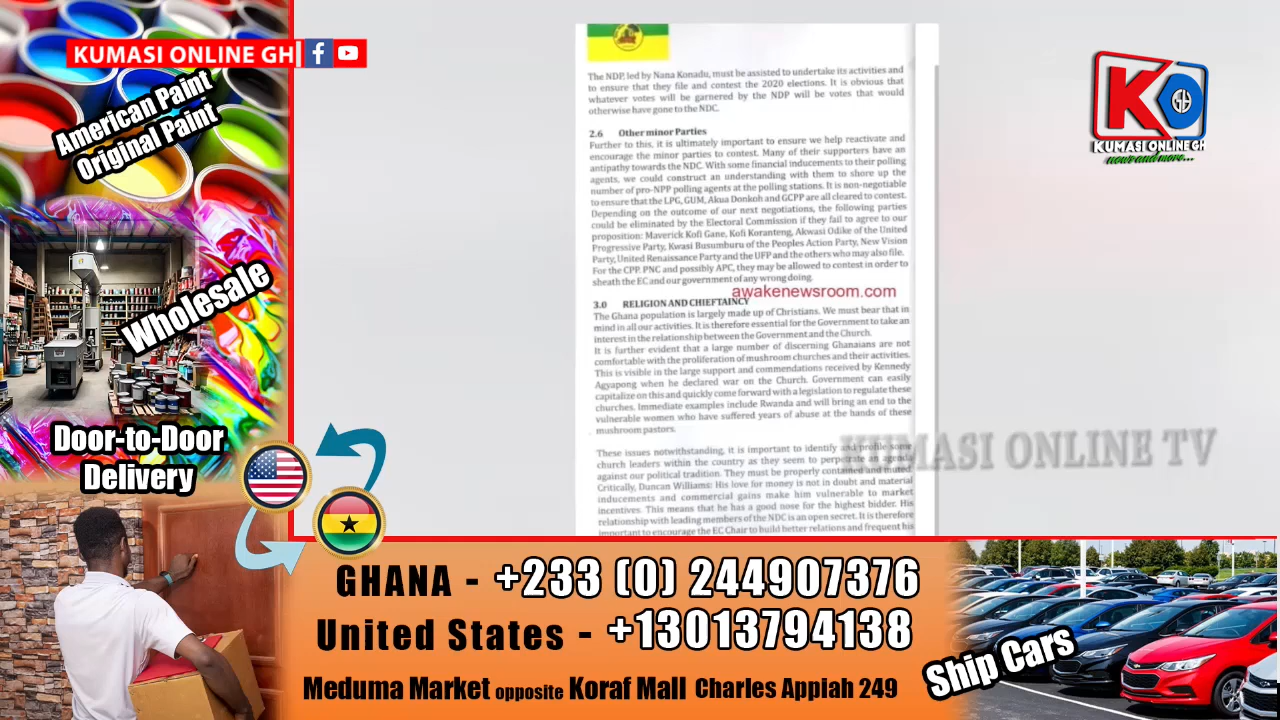 KUMASI ONLINE GH
American Paint
Original Paint
Wholesale
Door-to-Door
Delivery
KO
GH
KUMASI ONLINE GH
news and more...
The NDP, led by Nana Konadu, must be assisted to undertake its activities and
to ensure that they file and contest the 2020 elections. It is obvious that
whatever votes will be garnered by the NDP will be votes that would
otherwise have gone to the NDC.
2.6 Other minor Parties
Further to this, it is ultimately important to ensure we help reactivate and
encourage the minor parties to contest. Many of their supporters have an
antipathy towards the NDC. With some financial inducements to their polling
agents, we could construct an understanding with them to shore up the
number of pro-NPP polling agents at the polling stations. It is non-negotiable
to ensure that the LPG, GUM, Akua Donkoh and GCPP are all cleared to contest.
Depending on the outcome of our next negotiations, the following parties
could be eliminated by the Electoral Commission if they fail to agree to our
proposition: Maverick Kofi Gane, Kofi Koranteng, Akwasi Odike of the United
Progressive Party, Kwasi Busumburu of the Peoples Action Party, New Vision
Party, United Renaissance Party and the UFP and the others who may also file.
For the CPP, PNC and possibly APC, they may be allowed to contest in order to
sheath the EC and our government of any wrong doing.
awakenewsroom.com
3.0 RELIGION AND CHIEFTAINCY
The Ghana population is largely made up of Christians. We must bear that in
mind in all our activities. It is therefore essential for the Government to take an
interest in the relationship between the Government and the Church.
It is further evident that a large number of discerning Ghanaians are not
comfortable with the proliferation of mushroom churches and their activities.
This is visible in the large support and commendations received by Kennedy
Agyapong when he declared war on the Church. Government can easily
capitalize on this and quickly come forward with a legislation to regulate these
churches. Immediate examples include Rwanda and will bring an end to the
vulnerable women who have suffered years of abuse at the hands of these
mushroom pastors.
These issues notwithstanding, it is important to identify and profile some
church leaders within the country as they seem to perpetrate an agenda
against our political tradition. They must be properly contained and muted.
Critically, Duncan Williams: His love for money is not in doubt and material
inducements and commercial gains make him vulnerable to market
incentives. This means that he has a good nose for the highest bidder. His
relationship with leading members of the NDC is an open secret. It is therefore
important to encourage the EC Chair to build better relations and frequent his
KUMASI ONLINE TV
GHANA - +233 (0) 244907376
United States - +13013794138
Meduma Market opposite Koraf Mall Charles Appiah 249
Ship Cars